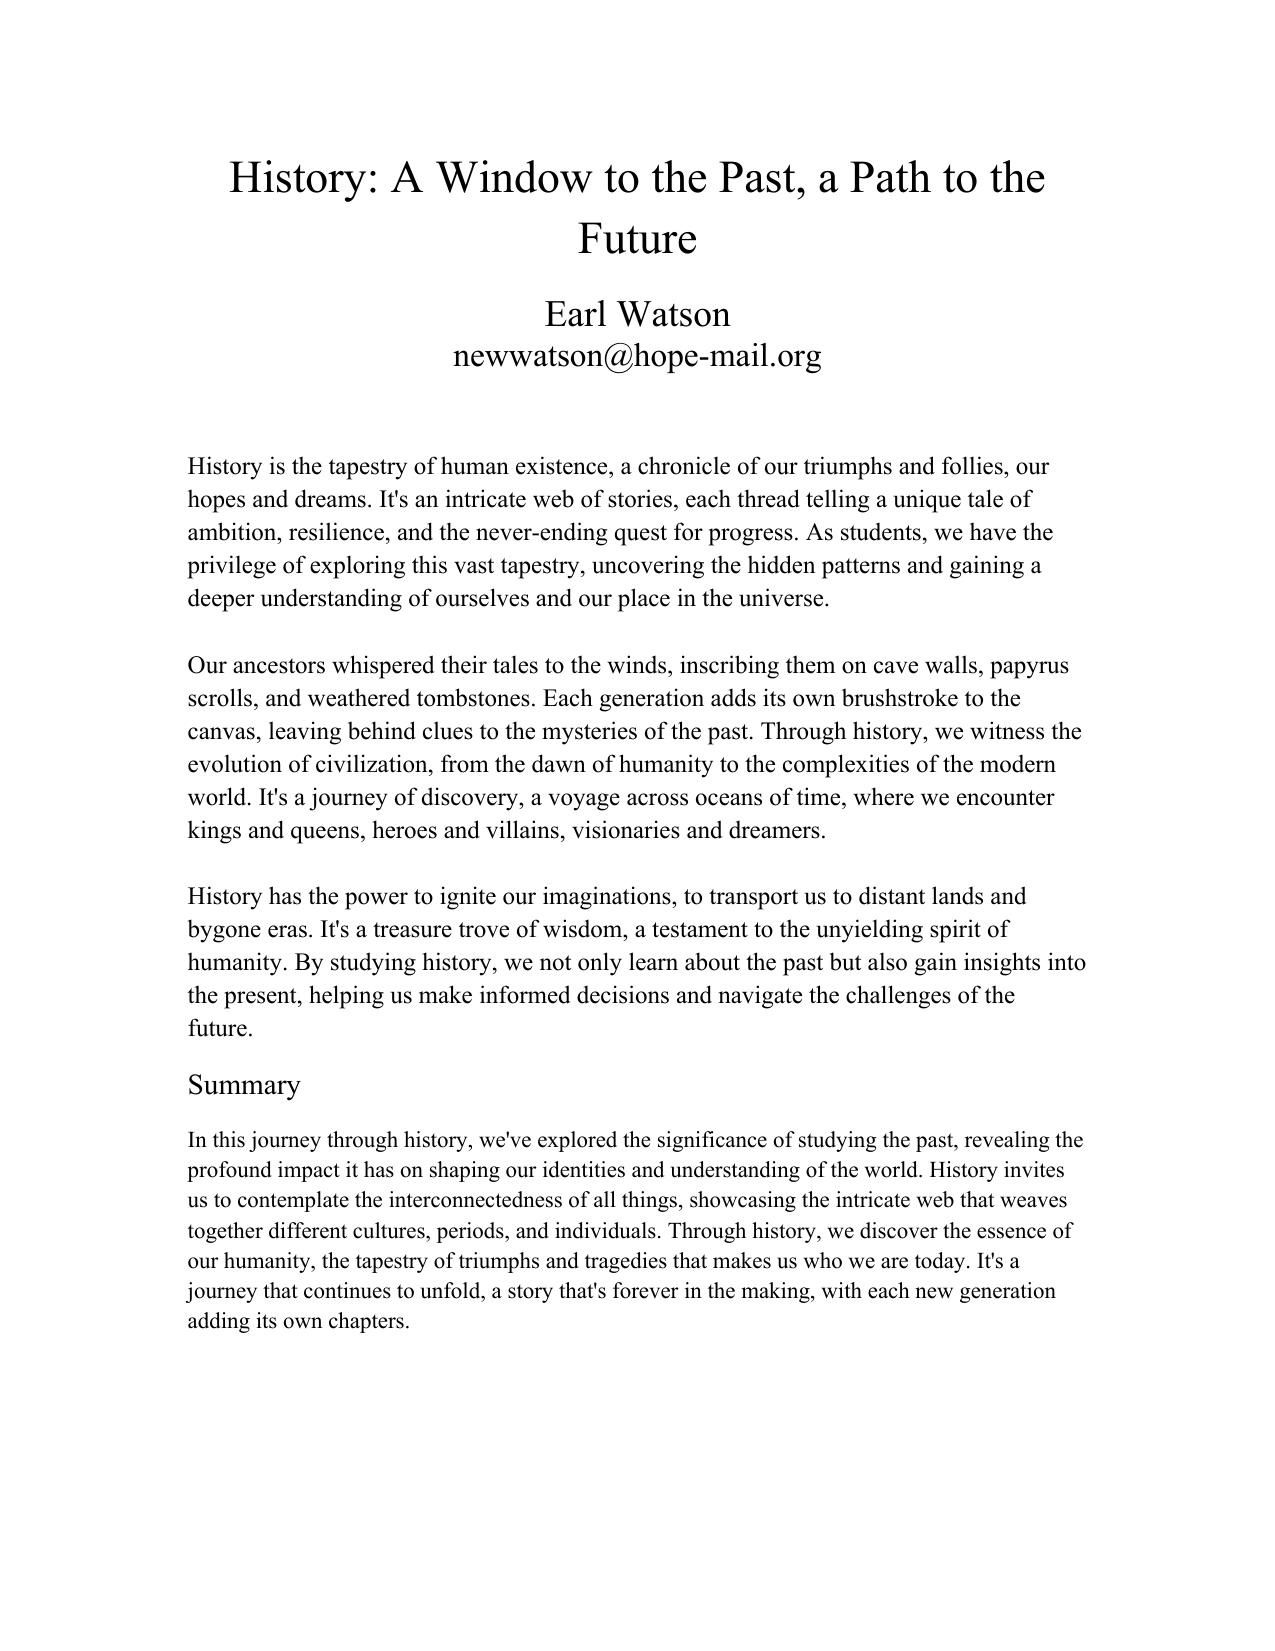 History: A Window to the Past, a Path to the
Future
Earl Watson
newwatson@hope-mail.org
History is the tapestry of human existence, a chronicle of our triumphs and follies, our
hopes and dreams. It's an intricate web of stories, each thread telling a unique tale of
ambition, resilience, and the never-ending quest for progress. As students, we have the
privilege of exploring this vast tapestry, uncovering the hidden patterns and gaining a
deeper understanding of ourselves and our place in the universe.
Our ancestors whispered their tales to the winds, inscribing them on cave walls, papyrus
scrolls, and weathered tombstones. Each generation adds its own brushstroke to the
canvas, leaving behind clues to the mysteries of the past. Through history, we witness the
evolution of civilization, from the dawn of humanity to the complexities of the modern
world. It's a journey of discovery, a voyage across oceans of time, where we encounter
kings and queens, heroes and villains, visionaries and dreamers.
History has the power to ignite our imaginations, to transport us to distant lands and
bygone eras. It's a treasure trove of wisdom, a testament to the unyielding spirit of
humanity. By studying history, we not only learn about the past but also gain insights into
the present, helping us make informed decisions and navigate the challenges of the
future.
Summary
In this journey through history, we've explored the significance of studying the past, revealing the
profound impact it has on shaping our identities and understanding of the world. History invites
us to contemplate the interconnectedness of all things, showcasing the intricate web that weaves
together different cultures, periods, and individuals. Through history, we discover the essence of
our humanity, the tapestry of triumphs and tragedies that makes us who we are today. It's a
journey that continues to unfold, a story that's forever in the making, with each new generation
adding its own chapters.